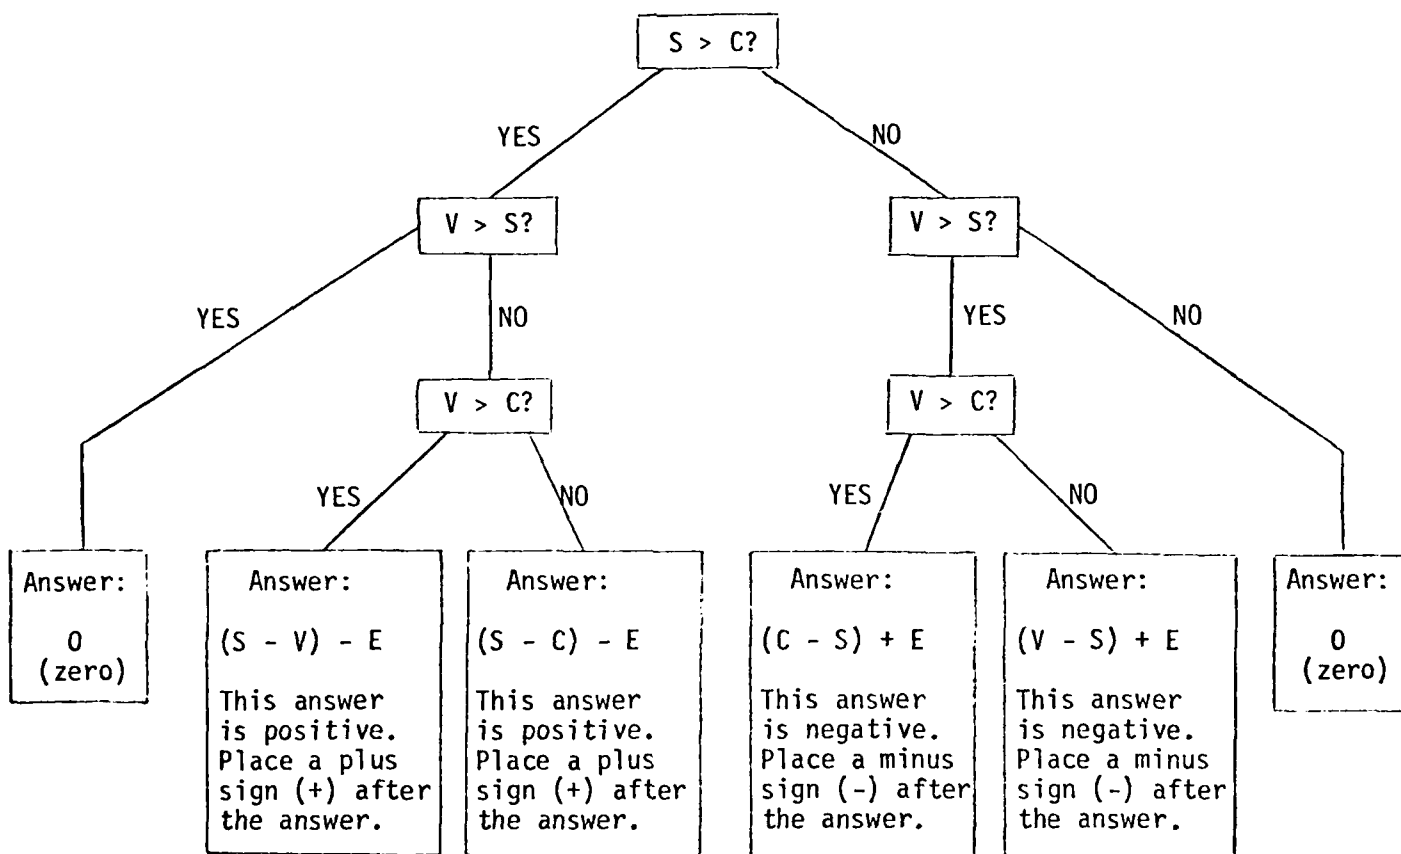 S > C?
YES
NO
V > S?
V > S?
YES
NO
YES
NO
V > C?
V > C?
YES
NO
YES
NO
Answer:
0
(zero)
Answer:
(S - V) - E
This answer
is positive.
Place a plus
sign (+) after
the answer.
Answer:
(S - C) - E
This answer
is positive.
Place a plus
sign (+) after
the answer.
Answer:
(C - S) + E
This answer
is negative.
Place a minus
sign (-) after
the answer.
Answer:
(V - S) + E
This answer
is negative.
Place a minus
sign (-) after
the answer.
Answer:
0
(zero)